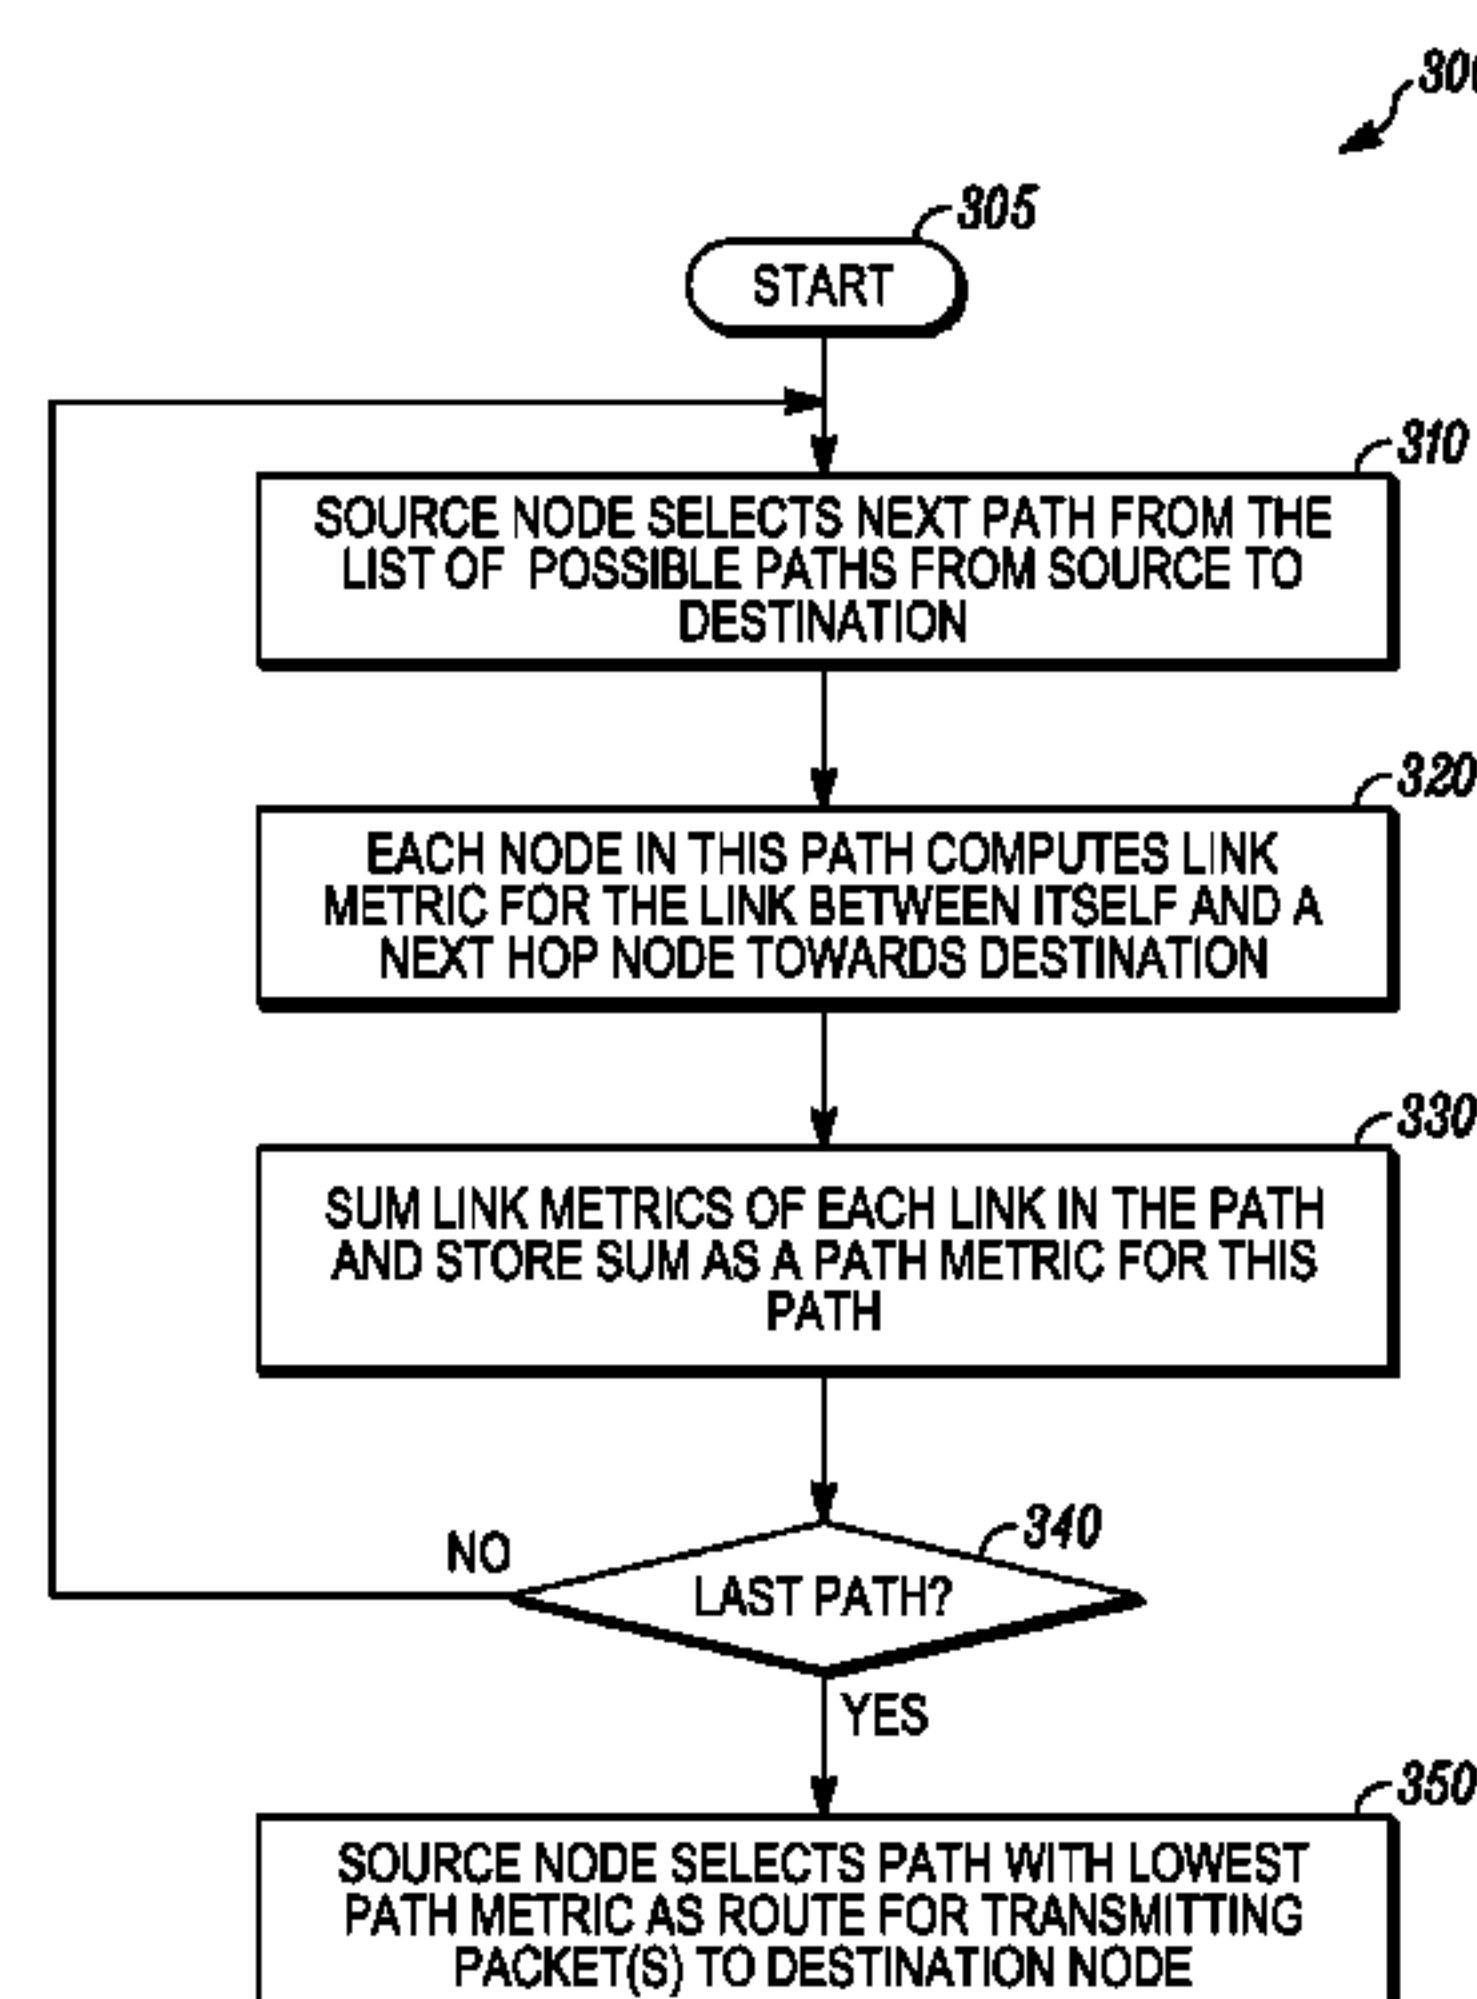 300
305
START
310
SOURCE NODE SELECTS NEXT PATH FROM THE
LIST OF POSSIBLE PATHS FROM SOURCE TO
DESTINATION
320
EACH NODE IN THIS PATH COMPUTES LINK
METRIC FOR THE LINK BETWEEN ITSELF AND A
NEXT HOP NODE TOWARDS DESTINATION
330
SUM LINK METRICS OF EACH LINK IN THE PATH
AND STORE SUM AS A PATH METRIC FOR THIS
PATH
340
NO
LAST PATH?
YES
350
SOURCE NODE SELECTS PATH WITH LOWEST
PATH METRIC AS ROUTE FOR TRANSMITTING
PACKET(S) TO DESTINATION NODE